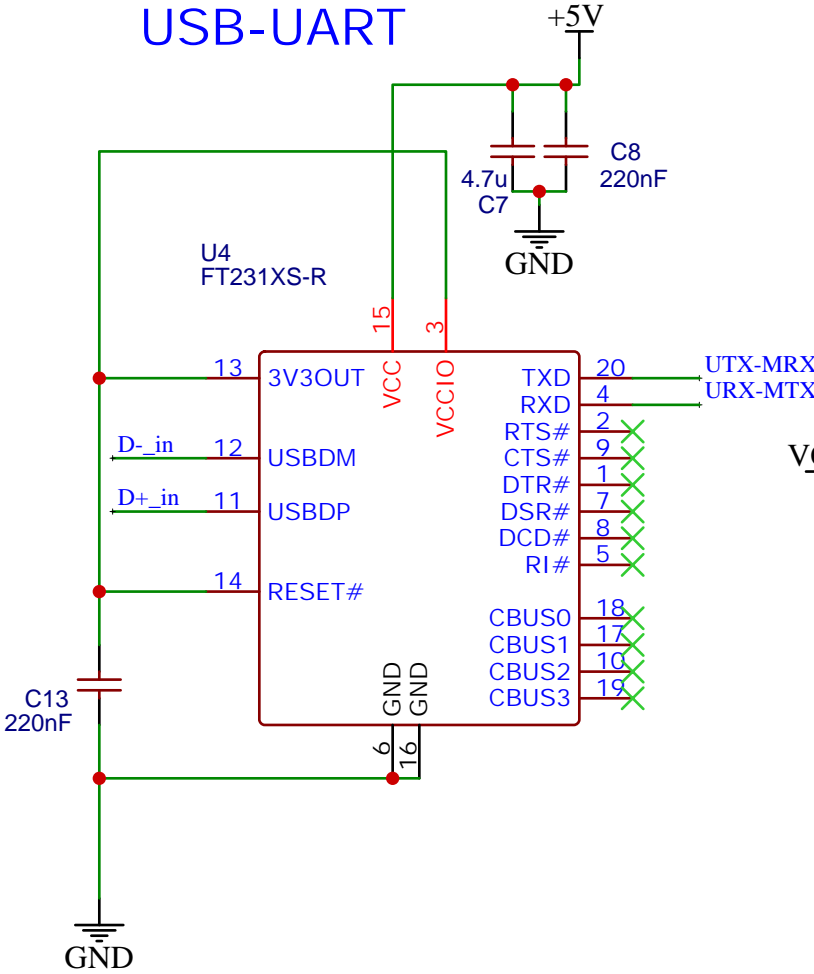 USB-UART
+5V
C8
220nF
4.7u
C7
GND
U4
FT231XS-R
15
3
VCC
VCCIO
13
3V3OUT
12
USBDM
D-_in
11
USBDP
D+_in
14
RESET#
TXD
20
UTX-MRX
RXD
4
URX-MTX
RTS#
2
CTS#
9
DTR#
1
DSR#
7
DCD#
8
RI#
5
CBUS0
18
CBUS1
17
CBUS2
10
CBUS3
19
GND
GND
6
16
C13
220nF
GND